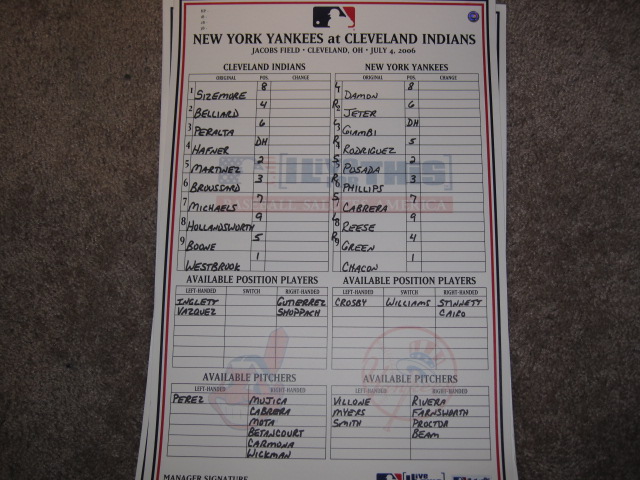 NEW YORK YANKEES at CLEVELAND INDIANS
JACOBS FIELD • CLEVELAND, OH • JULY 4, 2006
CLEVELAND INDIANS
ORIGINAL POS. CHANGE
1 SIZEMORE 8
2 BELLIARD 4
3 PERALTA 6
4 HAFNER DH
5 MARTINEZ 2
6 BROUSSARD 3
7 MICHAELS 7
8 HOLLANDSWORTH 9
9 BOONE 5
WESTBROOK 1
NEW YORK YANKEES
ORIGINAL POS. CHANGE
DAMON 8
JETER 6
GIAMBI DH
RODRIGUEZ 5
POSADA 2
PHILLIPS 3
CABRERA 7
REESE 9
GREEN 4
CHACON 1
AVAILABLE POSITION PLAYERS
LEFT-HANDED SWITCH RIGHT-HANDED
INGLETT GUTIERREZ
VAZQUEZ SHOPPACH
AVAILABLE POSITION PLAYERS
LEFT-HANDED SWITCH RIGHT-HANDED
CROSBY WILLIAMS STINNETT
CAIRO
AVAILABLE PITCHERS
LEFT-HANDED RIGHT-HANDED
PEREZ MUJICA
CABRERA
MOTA
BETANCOURT
CARMONA
WICKMAN
AVAILABLE PITCHERS
LEFT-HANDED RIGHT-HANDED
VILLONE RIVERA
MYERS FARNSWORTH
SMITH PROCTOR
BEAM
MANAGER SIGNATURE